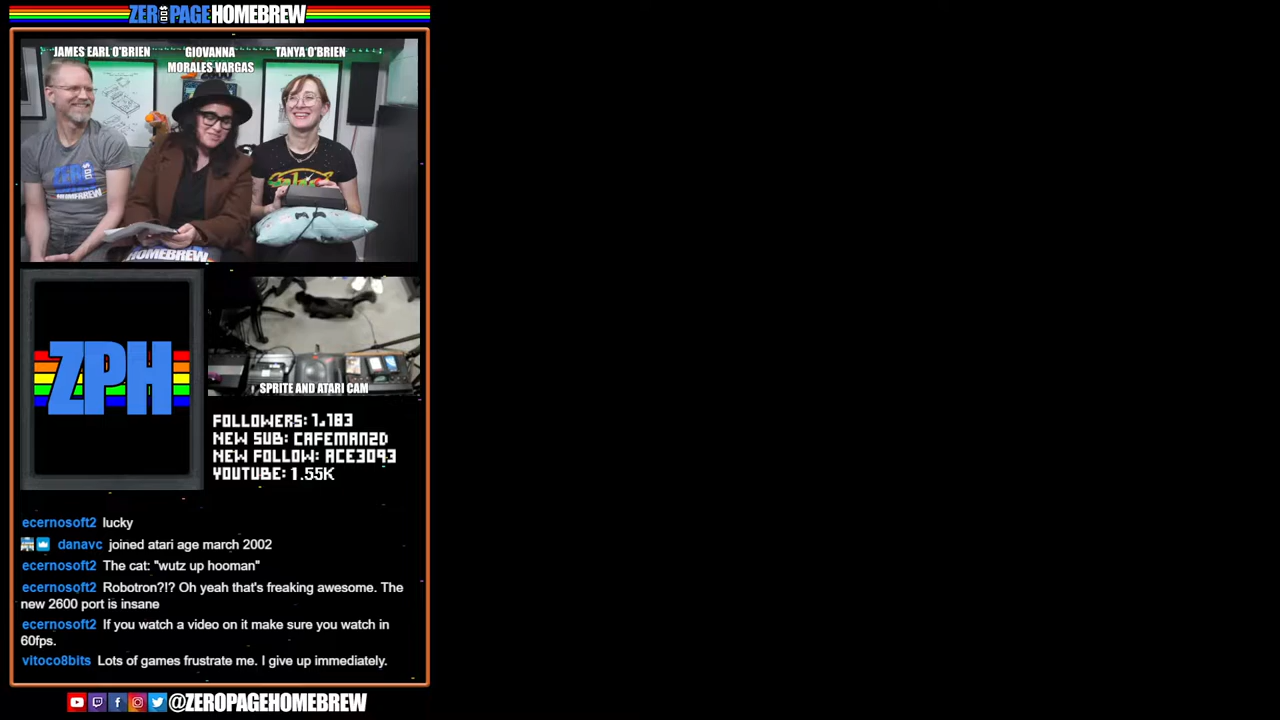 ZEROPAGEHOMEBREW
JAMES EARL O'BRIEN
GIOVANNA
MORALES VARGAS
TANYA O'BRIEN
HOMEBREW
HOMEBREW
ZPH
SPRITE AND ATARI CAM
FOLLOWERS: 1,183
NEW SUB: CAFEMAN2D
NEW FOLLOW: ACE3093
YOUTUBE: 1.55K
ecernosoft2 lucky
danavc joined atari age march 2002
ecernosoft2 The cat: "wutz up hooman"
ecernosoft2 Robotron?!? Oh yeah that's freaking awesome. The
new 2600 port is insane
ecernosoft2 If you watch a video on it make sure you watch in
60fps.
vitoco8bits Lots of games frustrate me. I give up immediately.
@ZEROPAGEHOMEBREW